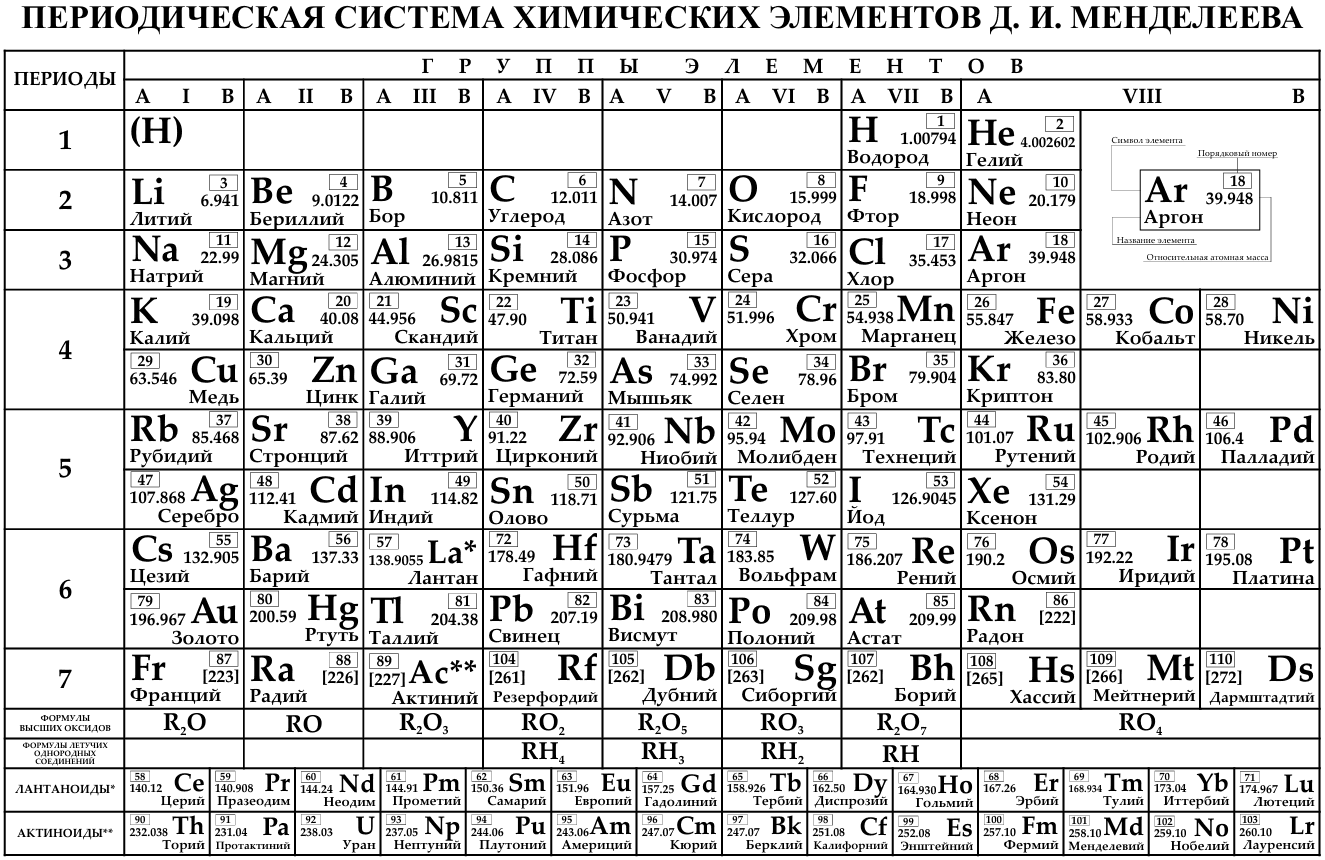 ПЕРИОДИЧЕСКАЯ СИСТЕМА ХИМИЧЕСКИХ ЭЛЕМЕНТОВ Д. И. МЕНДЕЛЕЕВА
ПЕРИОДЫ
ГРУППЫ ЭЛЕМЕНТОВ
A I B A II B A III B A IV B A V B A VI B A VII B A VIII B
1
(H)
H 1 1.00794 Водород
He 2 4.002602 Гелий
Символ элемента
Порядковый номер
Ar 18 39.948 Аргон
Название элемента
Относительная атомная масса
2
Li 3 6.941 Литий
Be 4 9.0122 Бериллий
B 5 10.811 Бор
C 6 12.011 Углерод
N 7 14.007 Азот
O 8 15.999 Кислород
F 9 18.998 Фтор
Ne 10 20.179 Неон
3
Na 11 22.99 Натрий
Mg 12 24.305 Магний
Al 13 26.9815 Алюминий
Si 14 28.086 Кремний
P 15 30.974 Фосфор
S 16 32.066 Сера
Cl 17 35.453 Хлор
Ar 18 39.948 Аргон
4
K 19 39.098 Калий
Ca 20 40.08 Кальций
21 44.956 Sc Скандий
22 47.90 Ti Титан
23 50.941 V Ванадий
24 51.996 Cr Хром
25 54.938 Mn Марганец
26 55.847 Fe Железо
27 58.933 Co Кобальт
28 58.70 Ni Никель
29 63.546 Cu Медь
30 65.39 Zn Цинк
Ga 31 69.72 Галий
Ge 32 72.59 Германий
As 33 74.992 Мышьяк
Se 34 78.96 Селен
Br 35 79.904 Бром
Kr 36 83.80 Криптон
5
Rb 37 85.468 Рубидий
Sr 38 87.62 Стронций
39 88.906 Y Иттрий
40 91.22 Zr Цирконий
41 92.906 Nb Ниобий
42 95.94 Mo Молибден
43 97.91 Tc Технеций
44 101.07 Ru Рутений
45 102.906 Rh Родий
46 106.4 Pd Палладий
47 107.868 Ag Серебро
48 112.41 Cd Кадмий
In 49 114.82 Индий
Sn 50 118.71 Олово
Sb 51 121.75 Сурьма
Te 52 127.60 Теллур
I 53 126.9045 Йод
Xe 54 131.29 Ксенон
6
Cs 55 132.905 Цезий
Ba 56 137.33 Барий
57 138.9055 La* Лантан
72 178.49 Hf Гафний
73 180.9479 Ta Тантал
74 183.85 W Вольфрам
75 186.207 Re Рений
76 190.2 Os Осмий
77 192.22 Ir Иридий
78 195.08 Pt Платина
79 196.967 Au Золото
80 200.59 Hg Ртуть
Tl 81 204.38 Таллий
Pb 82 207.19 Свинец
Bi 83 208.980 Висмут
Po 84 209.98 Полоний
At 85 209.99 Астат
Rn 86 [222] Радон
7
Fr 87 [223] Франций
Ra 88 [226] Радий
89 [227] Ac** Актиний
104 [261] Rf Резерфордий
105 [262] Db Дубний
106 [263] Sg Сиборгий
107 [262] Bh Борий
108 [265] Hs Хассий
109 [266] Mt Мейтнерий
110 [272] Ds Дармштадтий
ФОРМУЛЫ
ВЫСШИХ ОКСИДОВ
R₂O RO R₂O₃ RO₂ R₂O₅ RO₃ R₂O₇ RO₄
ФОРМУЛЫ ЛЕТУЧИХ
ОДНОРОДНЫХ
СОЕДИНЕНИЙ
RH₄ RH₃ RH₂ RH
ЛАНТАНОИДЫ*
58 140.12 Ce Церий
59 140.908 Pr Празеодим
60 144.24 Nd Неодим
61 144.91 Pm Прометий
62 150.36 Sm Самарий
63 151.96 Eu Европий
64 157.25 Gd Гадолиний
65 158.926 Tb Тербий
66 162.50 Dy Диспрозий
67 164.930 Ho Гольмий
68 167.26 Er Эрбий
69 168.934 Tm Тулий
70 173.04 Yb Иттербий
71 174.967 Lu Лютеций
АКТИНОИДЫ**
90 232.038 Th Торий
91 231.04 Pa Протактиний
92 238.03 U Уран
93 237.05 Np Нептуний
94 244.06 Pu Плутоний
95 243.06 Am Америций
96 247.07 Cm Кюрий
97 247.07 Bk Берклий
98 251.08 Cf Калифорний
99 252.08 Es Энштейний
100 257.10 Fm Фермий
101 258.10 Md Менделевий
102 259.10 No Нобелий
103 260.10 Lr Лауренсий